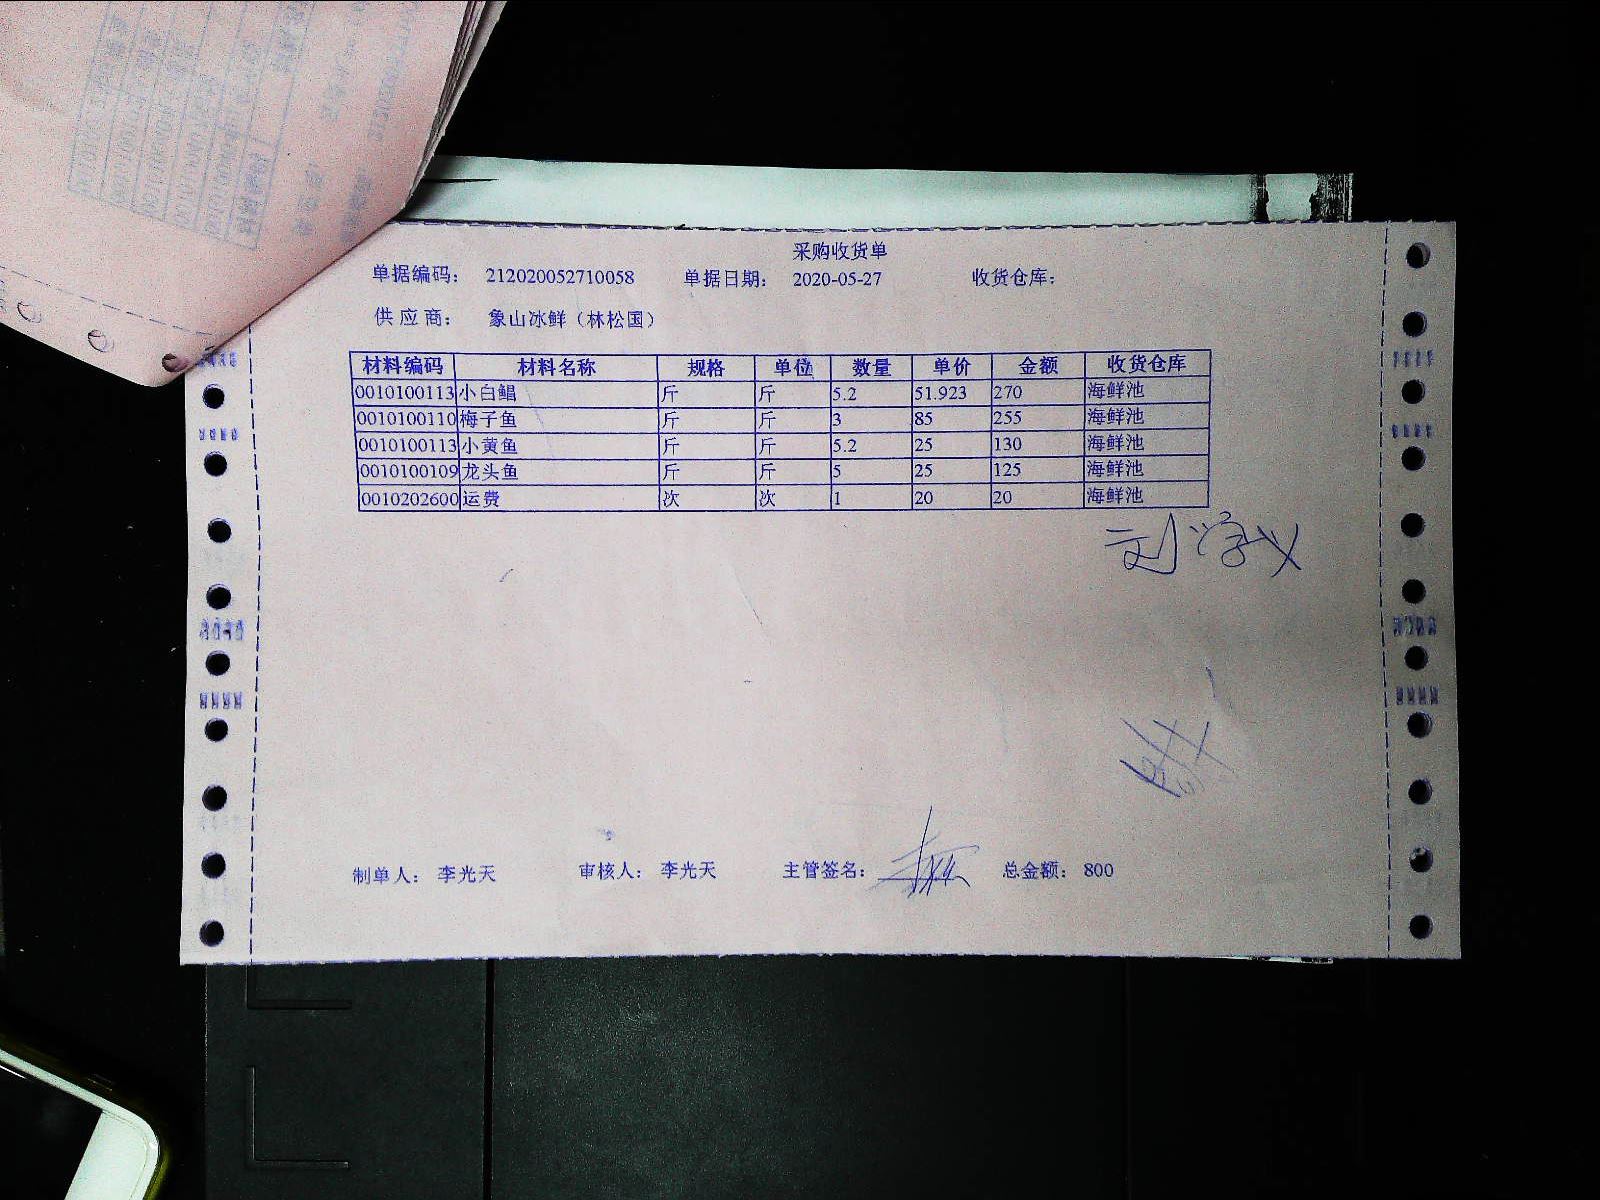 采购收货单
单据编码： 212020052710058 单据日期： 2020-05-27 收货仓库：
供应商： 象山冰鲜（林松国）
材料编码 材料名称 规格 单位 数量 单价 金额 收货仓库
0010100113 小白鲳 斤 斤 5.2 51.923 270 海鲜池
0010100110 梅子鱼 斤 斤 3 85 255 海鲜池
0010100113 小黄鱼 斤 斤 5.2 25 130 海鲜池
0010100109 龙头鱼 斤 斤 5 25 125 海鲜池
0010202600 运费 次 次 1 20 20 海鲜池
刘学义
制单人： 李光天 审核人： 李光天 主管签名： 总金额： 800